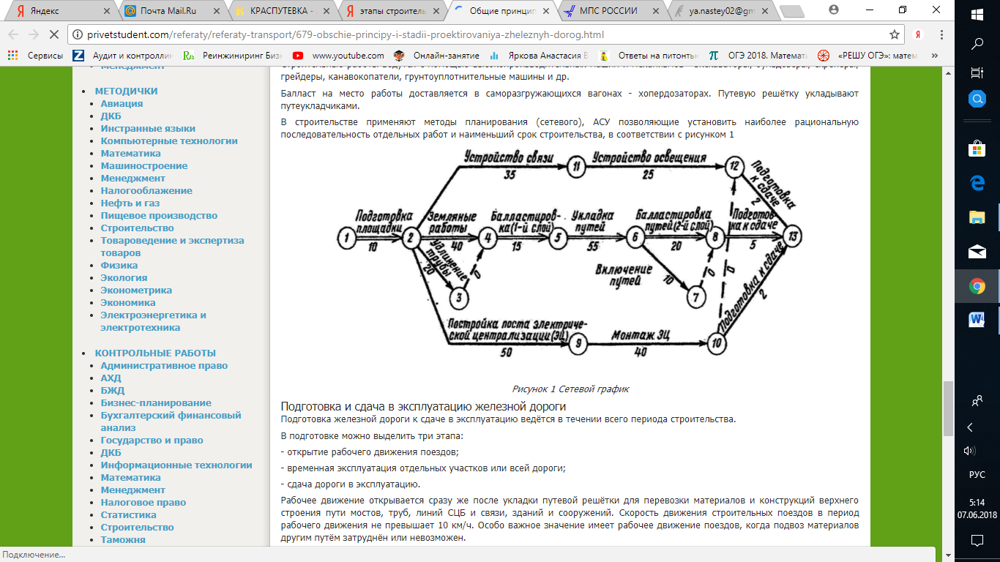 Яндекс
Почта Mail.Ru
КРАСПУТЕВКА -
этапы строитель
Общие принцип
МПС РОССИИ
ya.nastey02@gm
privetstudent.com/referaty/referaty-transport/679-obschie-principy-i-stadii-proektirovaniya-zheleznyh-dorog.html
Сервисы
Аудит и контроллин
Реинжиниринг Бизн
www.youtube.com
Онлайн-занятие
Яркова Анастасия В
Ответы на питонты
ОГЭ 2018. Математ
«РЕШУ ОГЭ»: матем
Менеджмент
МЕТОДИЧКИ
Авиация
ДКБ
Инстранные языки
Компьютерные технологии
Математика
Машиностроение
Менеджмент
Налогообложение
Нефть и газ
Пищевое производство
Строительство
Товароведение и экспертиза
товаров
Физика
Экология
Эконометрика
Экономика
Электроэнергетика и
электротехника
КОНТРОЛЬНЫЕ РАБОТЫ
Административное право
АХД
БЖД
Бизнес-планирование
Бухгалтерский финансовый
анализ
Государство и право
ДКБ
Информационные технологии
Математика
Менеджмент
Налоговое право
Статистика
Строительство
Таможня
грейдеры, канавокопатели, грунтоуплотнительные машины и др.
Балласт на место работы доставляется в саморазгружающихся вагонах - хопердозаторах. Путевую решётку укладывают
путеукладчиками.
В строительстве применяют методы планирования (сетевого), АСУ позволяющие установить наиболее рациональную
последовательность отдельных работ и наименьший срок строительства, в соответствии с рисунком 1
Устройство связи
35
11
Устройство освещения
25
12
Подготовка
к сдаче
2
1
Подготовка
площадки
10
2
Земляные
работы
40
4
Балластиров-
ка(1-й слой)
15
5
Укладка
путей
55
6
Балластировка
путей(2-й слой)
20
8
Подготов-
ка к сдаче
5
13
Удлинение
трубы
20
3
0
Включение
путей
10
7
0
0
Постройка поста электриче-
ской централизации(ЭЦ)
50
9
Монтаж ЭЦ
40
10
Подготовка к сдаче
2
Рисунок 1 Сетевой график
Подготовка и сдача в эксплуатацию железной дороги
Подготовка железной дороги к сдаче в эксплуатацию ведётся в течении всего периода строительства.
В подготовке можно выделить три этапа:
- открытие рабочего движения поездов;
- временная эксплуатация отдельных участков или всей дороги;
- сдача дороги в эксплуатацию.
Рабочее движение открывается сразу же после укладки путевой решётки для перевозки материалов и конструкций верхнего
строения пути мостов, труб, линий СЦБ и связи, зданий и сооружений. Скорость движения строительных поездов в период
рабочего движения не превышает 10 км/ч. Особо важное значение имеет рабочее движение поездов, когда подвоз материалов
другим путём затруднён или невозможен.
Подключение...
РУС
5:14
07.06.2018